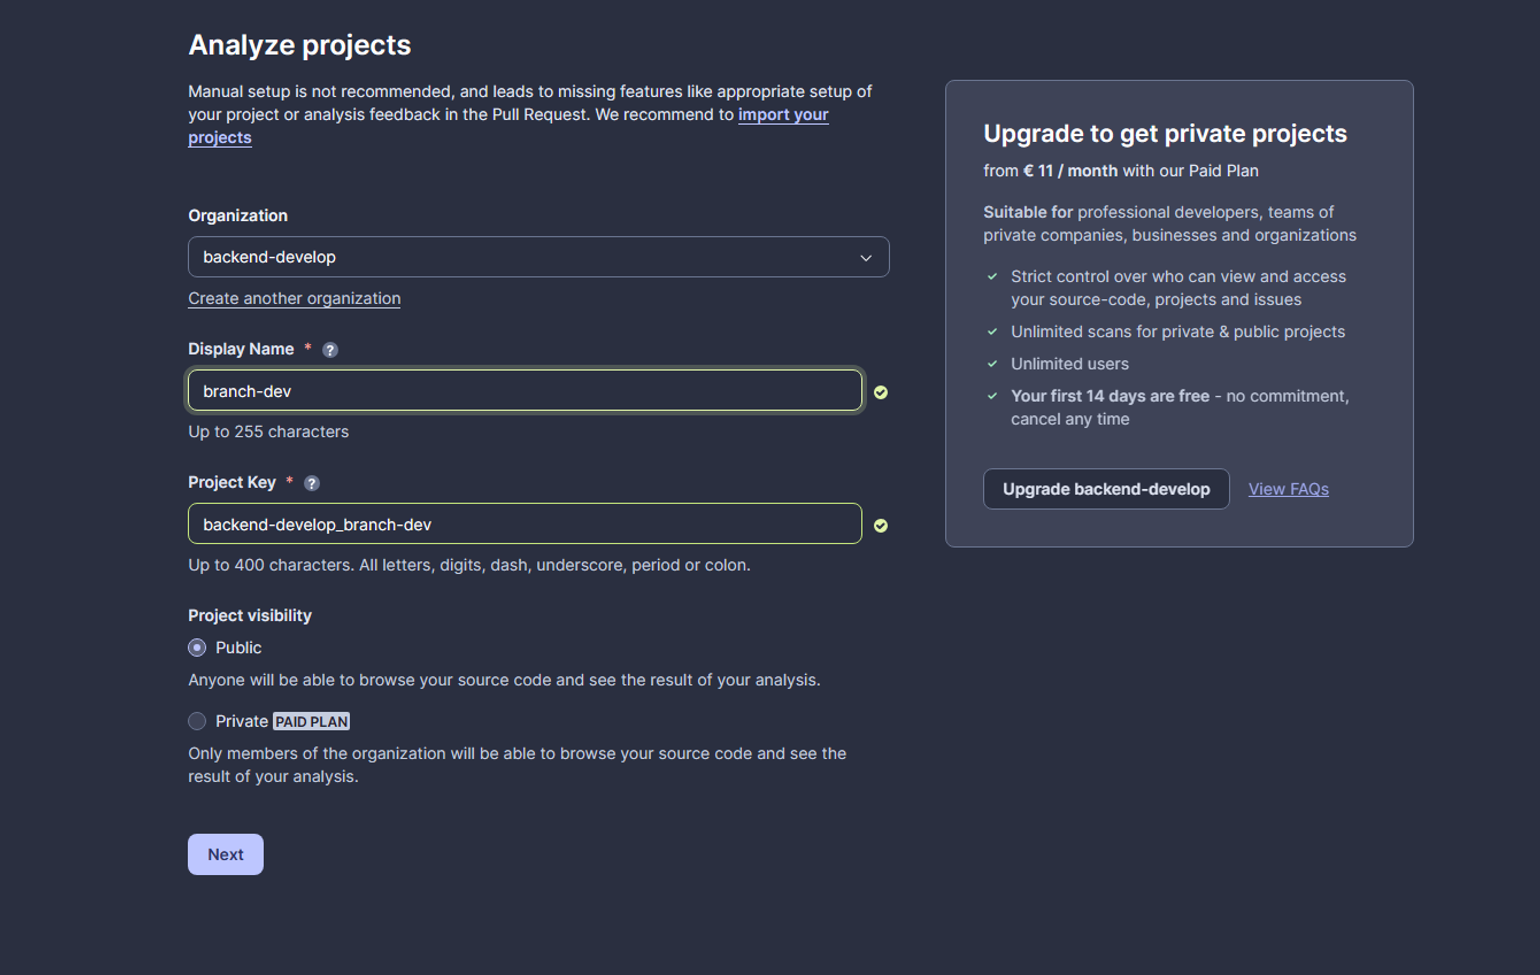 Analyze projects
Manual setup is not recommended, and leads to missing features like appropriate setup of
your project or analysis feedback in the Pull Request. We recommend to import your
projects
Organization
backend-develop
Create another organization
Display Name * ?
branch-dev
Up to 255 characters
Project Key * ?
backend-develop_branch-dev
Up to 400 characters. All letters, digits, dash, underscore, period or colon.
Project visibility
Public
Anyone will be able to browse your source code and see the result of your analysis.
Private PAID PLAN
Only members of the organization will be able to browse your source code and see the
result of your analysis.
Next
Upgrade to get private projects
from € 11 / month with our Paid Plan
Suitable for professional developers, teams of
private companies, businesses and organizations
Strict control over who can view and access
your source-code, projects and issues
Unlimited scans for private & public projects
Unlimited users
Your first 14 days are free - no commitment,
cancel any time
Upgrade backend-develop
View FAQs